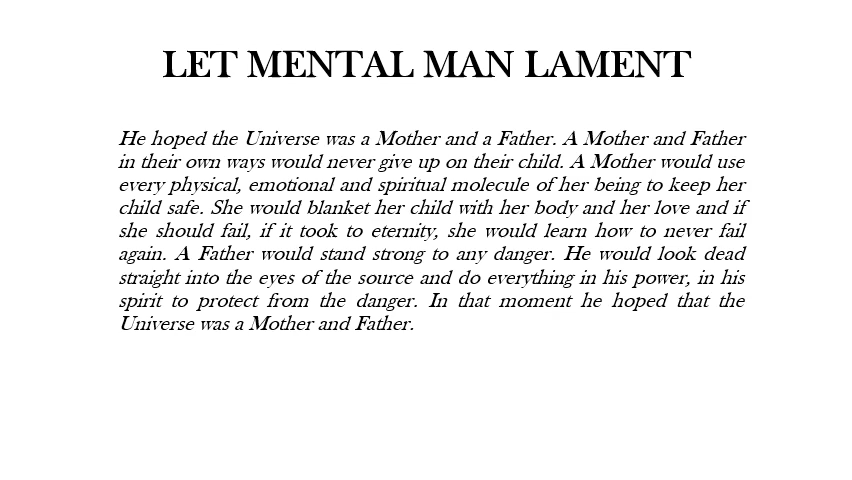 LET MENTAL MAN LAMENT
He hoped the Universe was a Mother and a Father. A Mother and Father
in their own ways would never give up on their child. A Mother would use
every physical, emotional and spiritual molecule of her being to keep her
child safe. She would blanket her child with her body and her love and if
she should fail, if it took to eternity, she would learn how to never fail
again. A Father would stand strong to any danger. He would look dead
straight into the eyes of the source and do everything in his power, in his
spirit to protect from the danger. In that moment he hoped that the
Universe was a Mother and Father.